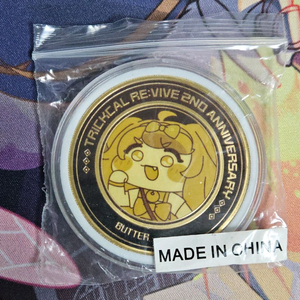 TRICKCAL RE:VIVE 2ND ANNIVERSARY
BUTTER
MADE IN CHINA